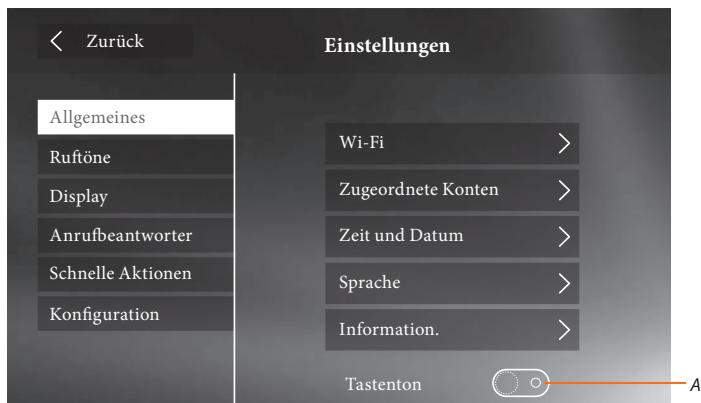 Zurück
Einstellungen
Allgemeines
Ruftöne
Display
Anrufbeantworter
Schnelle Aktionen
Konfiguration
Wi-Fi
Zugeordnete Konten
Zeit und Datum
Sprache
Information.
Tastenton
A